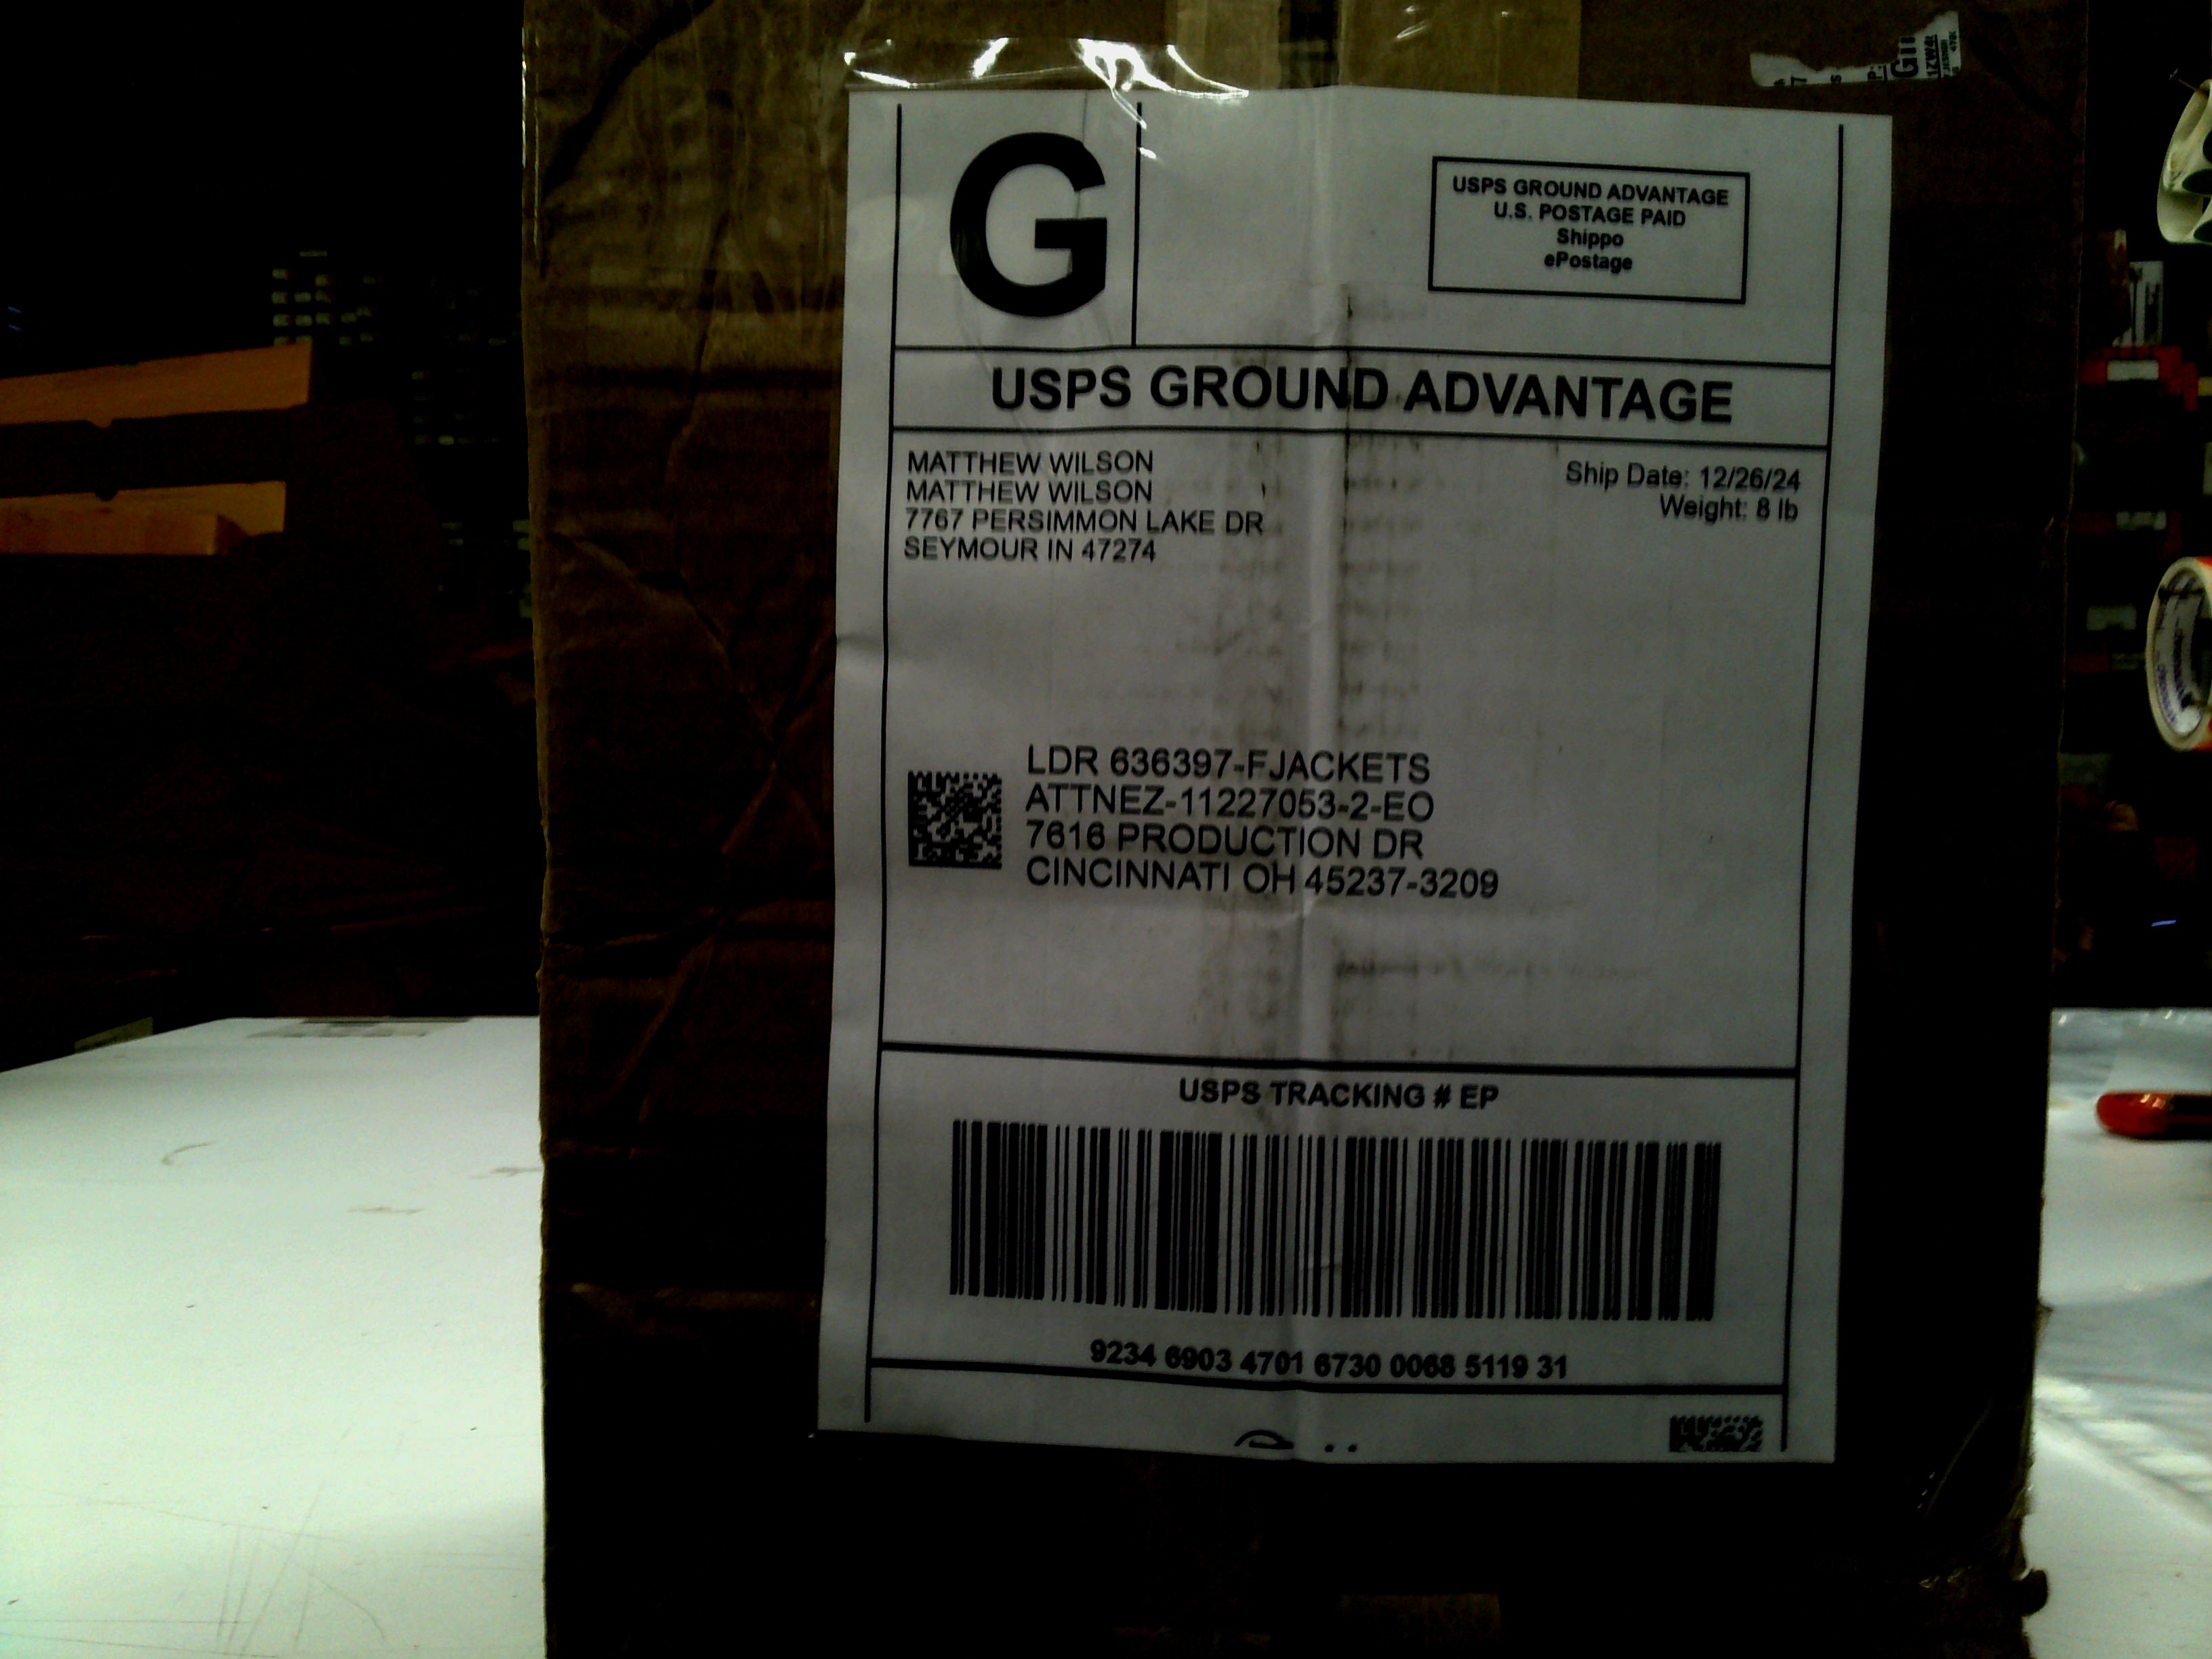 G
USPS GROUND ADVANTAGE
U.S. POSTAGE PAID
Shippo
ePostage
USPS GROUND ADVANTAGE
MATTHEW WILSON
MATTHEW WILSON
7767 PERSIMMON LAKE DR
SEYMOUR IN 47274
Ship Date: 12/26/24
Weight: 8 lb
LDR 636397-FJACKETS
ATTNEZ-11227053-2-EO
7616 PRODUCTION DR
CINCINNATI OH 45237-3209
USPS TRACKING # EP
9234 6903 4701 6730 0068 5119 31